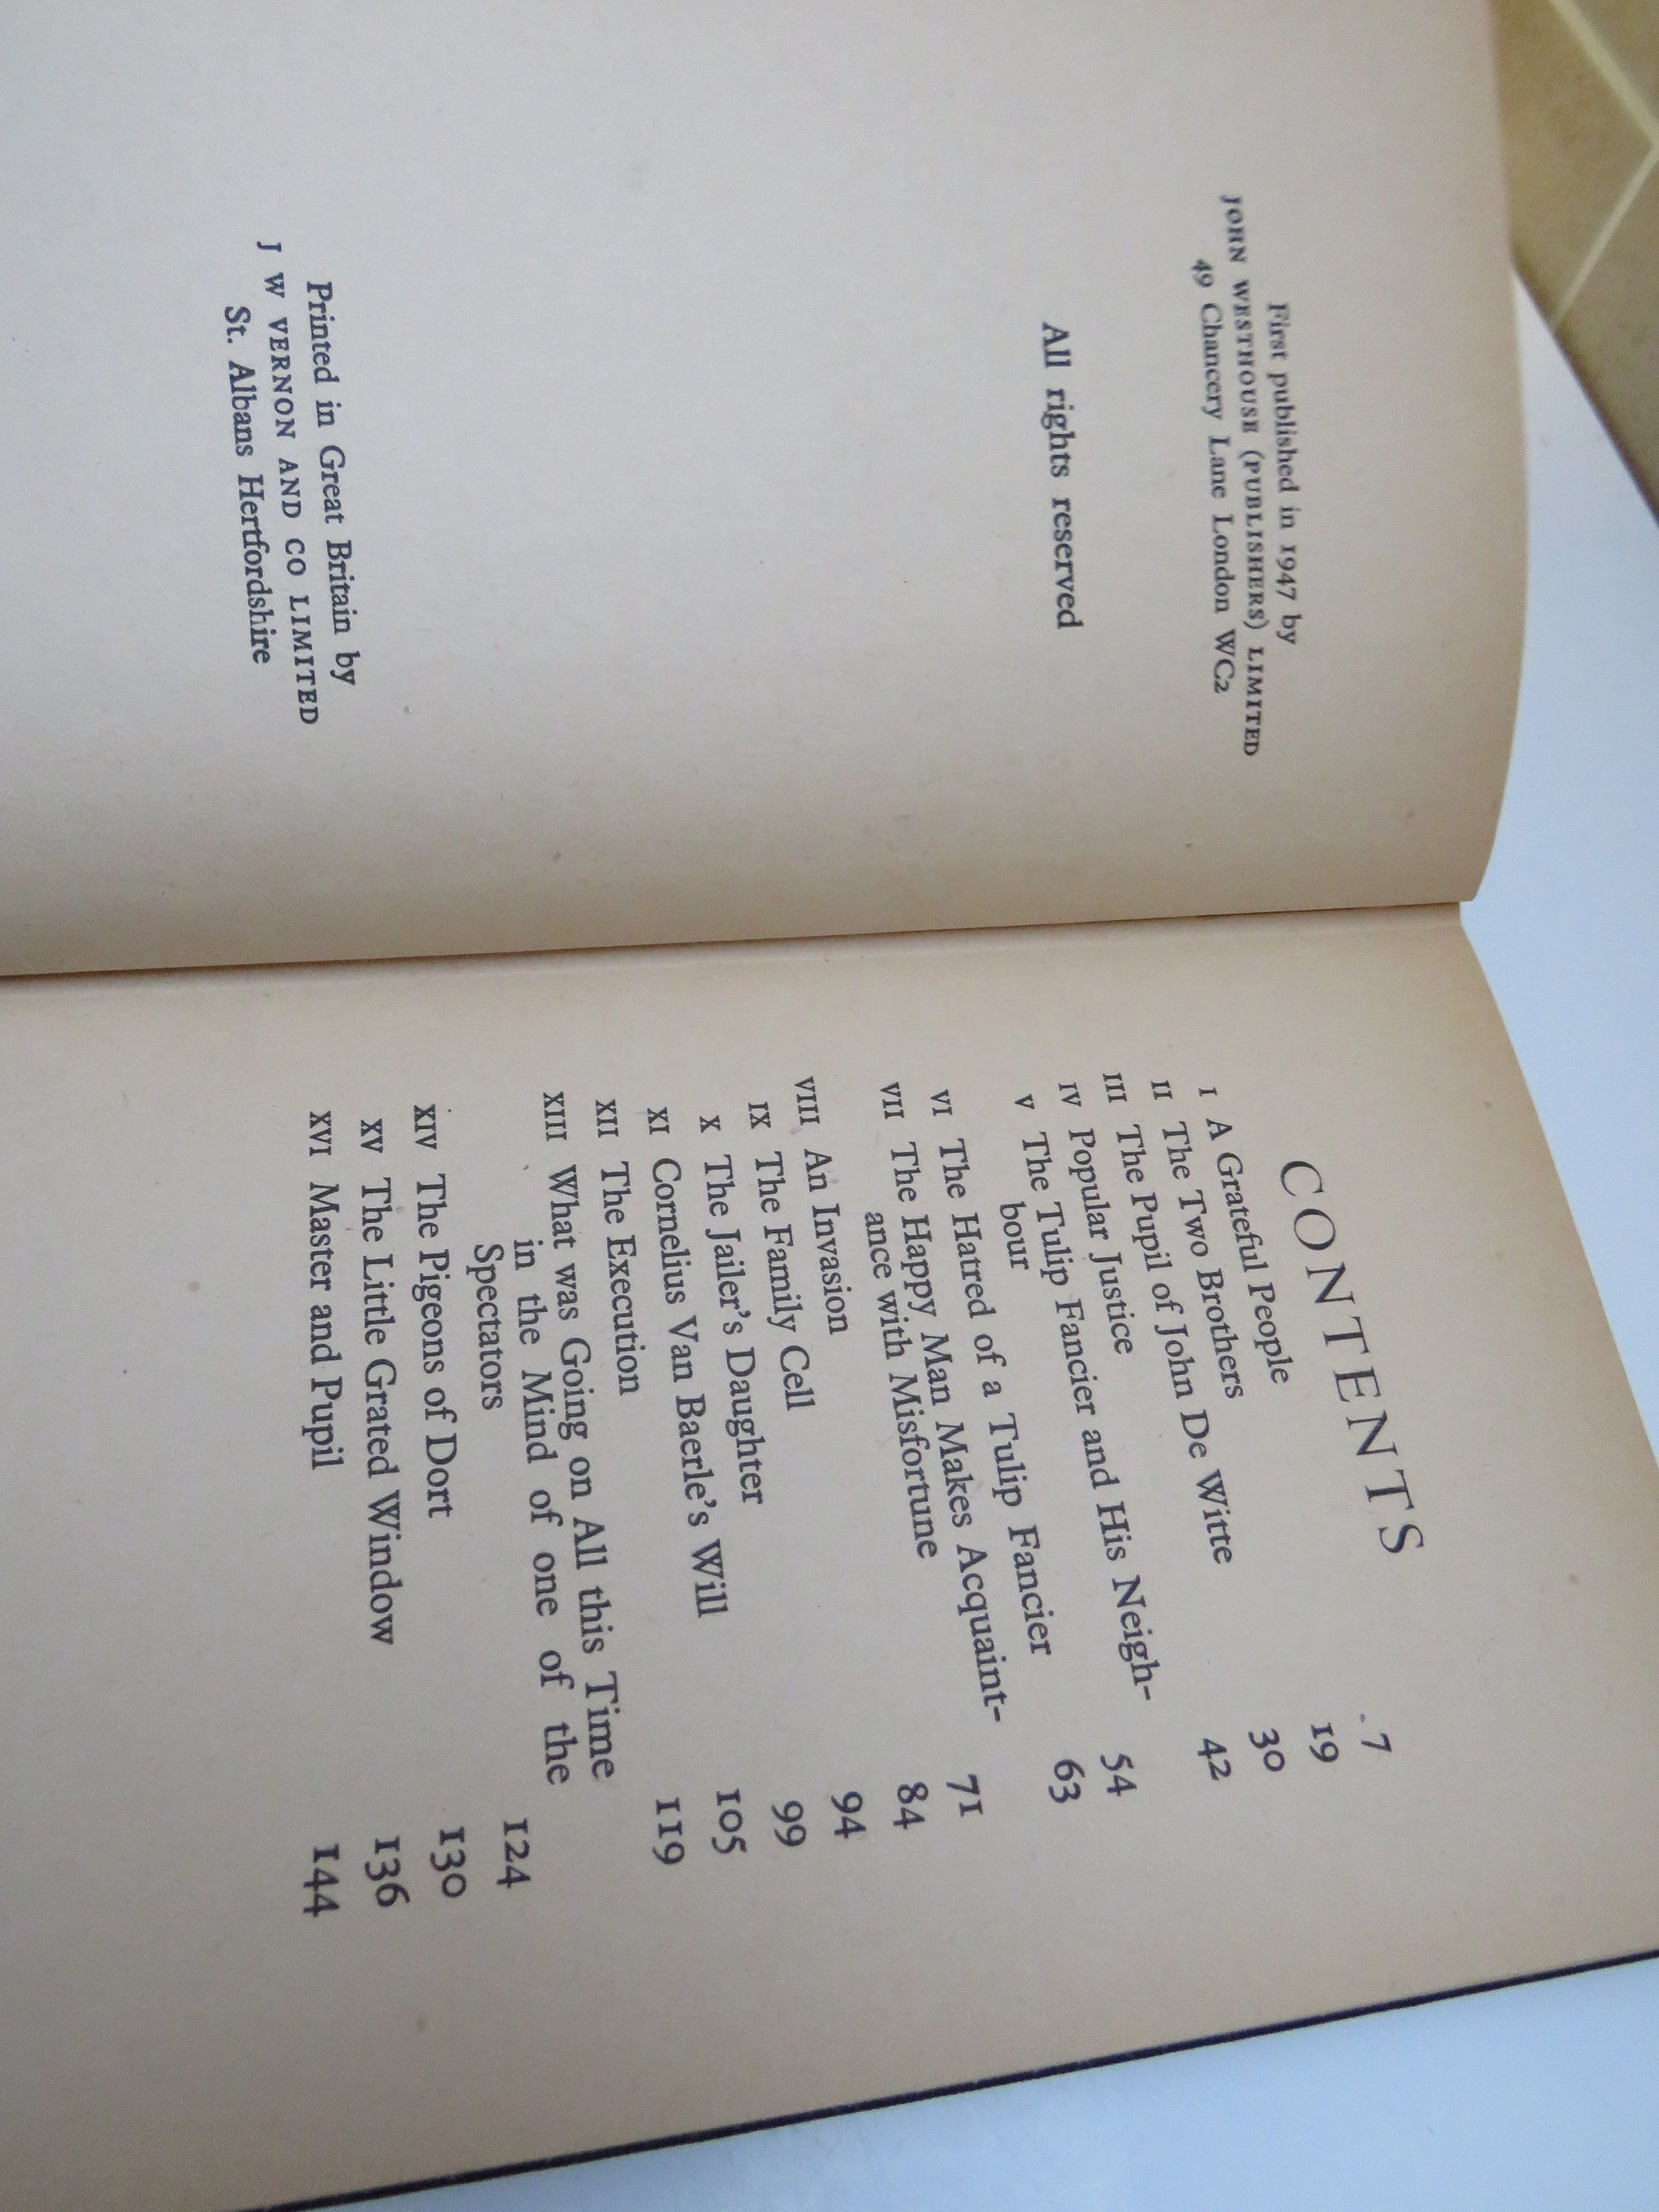 First published in 1947 by
JOHN WESTHOUSE (PUBLISHERS) LIMITED
49 Chancery Lane London WC2
All rights reserved
Printed in Great Britain by
J W VERNON AND CO LIMITED
St. Albans Hertfordshire
CONTENTS
I A Grateful People 7
II The Two Brothers 19
III The Pupil of John De Witte 30
IV Popular Justice 42
V The Tulip Fancier and His Neigh-
bour 54
VI The Hatred of a Tulip Fancier 63
VII The Happy Man Makes Acquaint-
ance with Misfortune 71
VIII An Invasion 84
IX The Family Cell 94
X The Jailer's Daughter 99
XI Cornelius Van Baerle's Will 105
XII The Execution 119
XIII What was Going on All this Time
in the Mind of one of the
Spectators 124
XIV The Pigeons of Dort 130
XV The Little Grated Window 136
XVI Master and Pupil 144